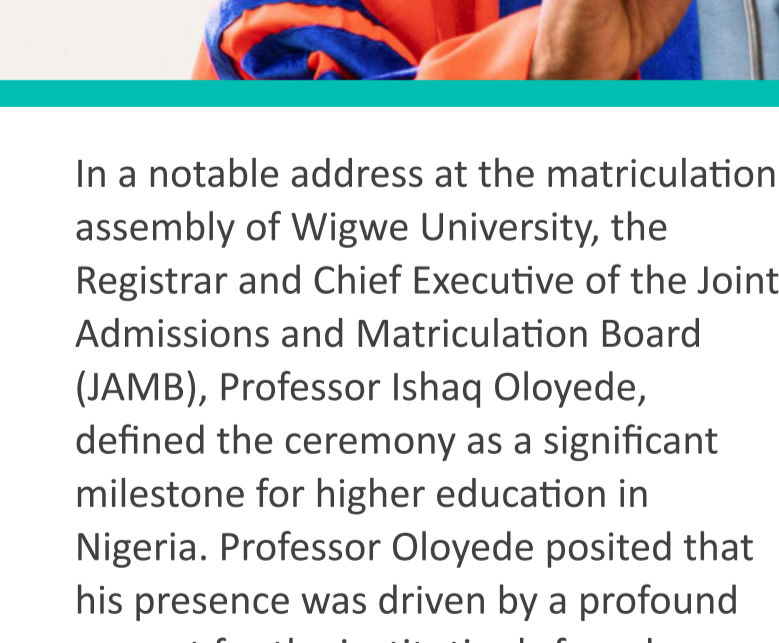 In a notable address at the matriculation
assembly of Wigwe University, the
Registrar and Chief Executive of the Joint
Admissions and Matriculation Board
(JAMB), Professor Ishaq Oloyede,
defined the ceremony as a significant
milestone for higher education in
Nigeria. Professor Oloyede posited that
his presence was driven by a profound